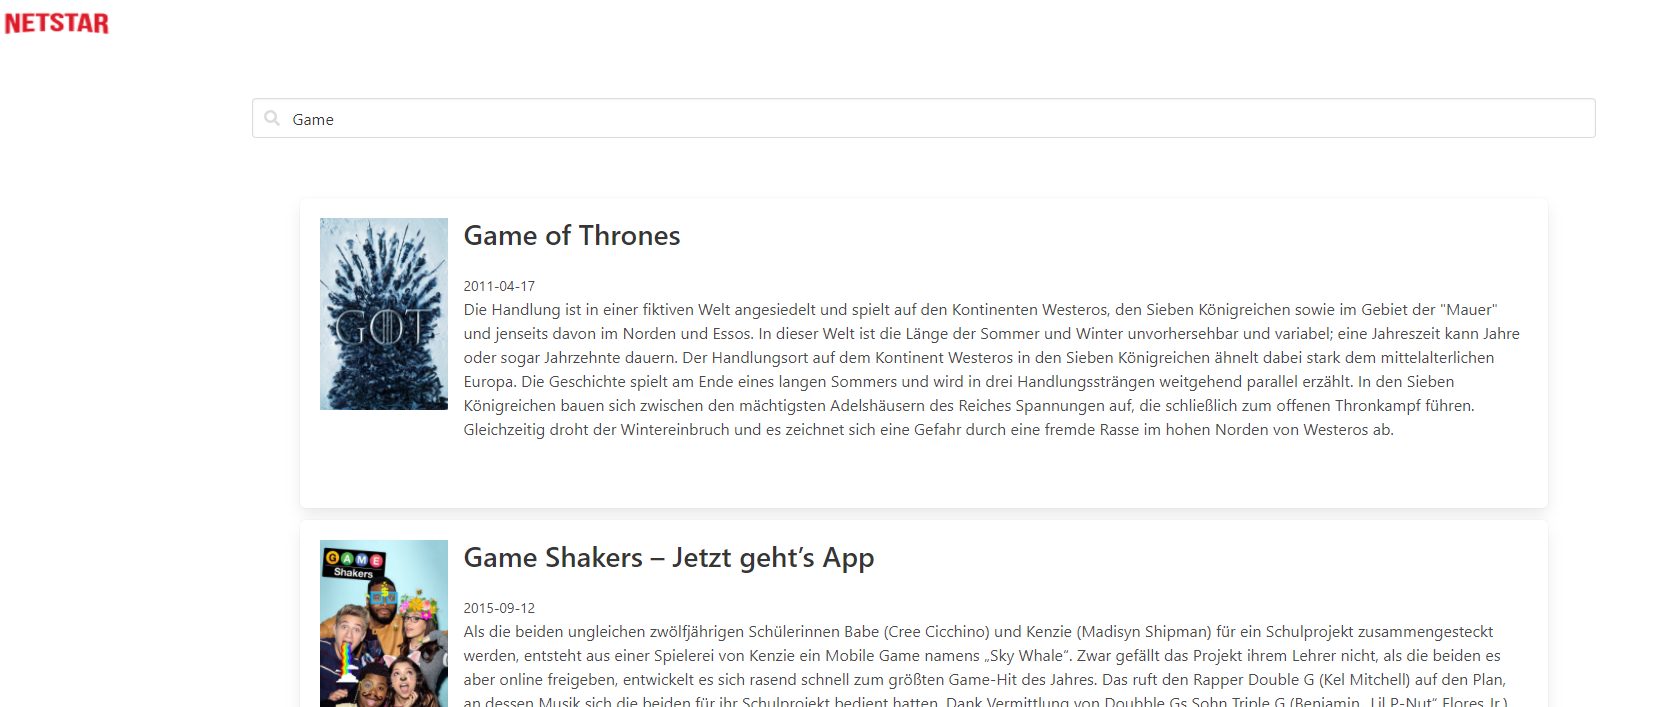 NETSTAR
Game
Game of Thrones
2011-04-17
Die Handlung ist in einer fiktiven Welt angesiedelt und spielt auf den Kontinenten Westeros, den Sieben Königreichen sowie im Gebiet der "Mauer"
und jenseits davon im Norden und Essos. In dieser Welt ist die Länge der Sommer und Winter unvorhersehbar und variabel; eine Jahreszeit kann Jahre
oder sogar Jahrzehnte dauern. Der Handlungsort auf dem Kontinent Westeros in den Sieben Königreichen ähnelt dabei stark dem mittelalterlichen
Europa. Die Geschichte spielt am Ende eines langen Sommers und wird in drei Handlungssträngen weitgehend parallel erzählt. In den Sieben
Königreichen bauen sich zwischen den mächtigsten Adelshäusern des Reiches Spannungen auf, die schließlich zum offenen Thronkampf führen.
Gleichzeitig droht der Wintereinbruch und es zeichnet sich eine Gefahr durch eine fremde Rasse im hohen Norden von Westeros ab.
GOT
Game Shakers – Jetzt geht’s App
2015-09-12
Als die beiden ungleichen zwölfjährigen Schülerinnen Babe (Cree Cicchino) und Kenzie (Madisyn Shipman) für ein Schulprojekt zusammengesteckt
werden, entsteht aus einer Spielerei von Kenzie ein Mobile Game namens „Sky Whale“. Zwar gefällt das Projekt ihrem Lehrer nicht, als die beiden es
aber online freigeben, entwickelt es sich rasend schnell zum größten Game-Hit des Jahres. Das ruft den Rapper Double G (Kel Mitchell) auf den Plan,
an dessen Musik sich die beiden für ihr Schulprojekt bedient hatten. Dank Vermittlung von Doubble Gs Sohn Triple G (Benjamin „Lil P-Nut“ Flores Jr.)
GAME
Shakers
$